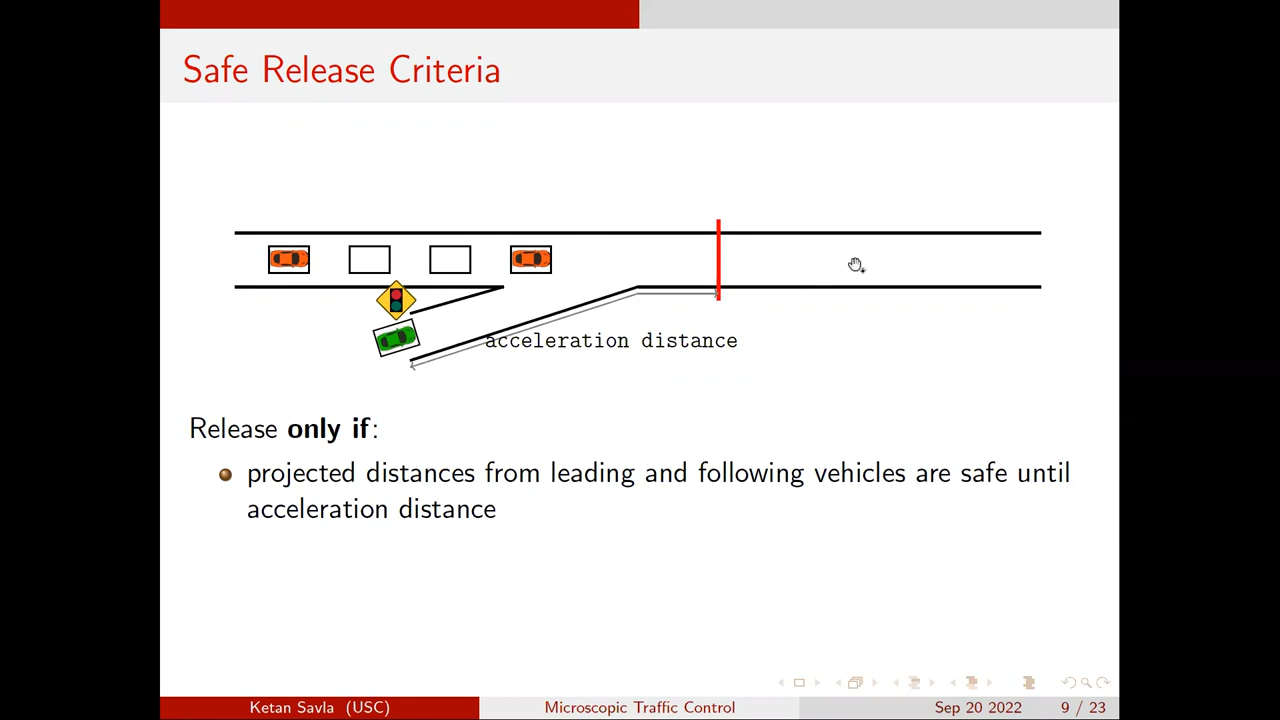 Safe Release Criteria
acceleration distance
Release only if:
projected distances from leading and following vehicles are safe until
acceleration distance
Ketan Savla (USC)
Microscopic Traffic Control
Sep 20 2022
9 / 23